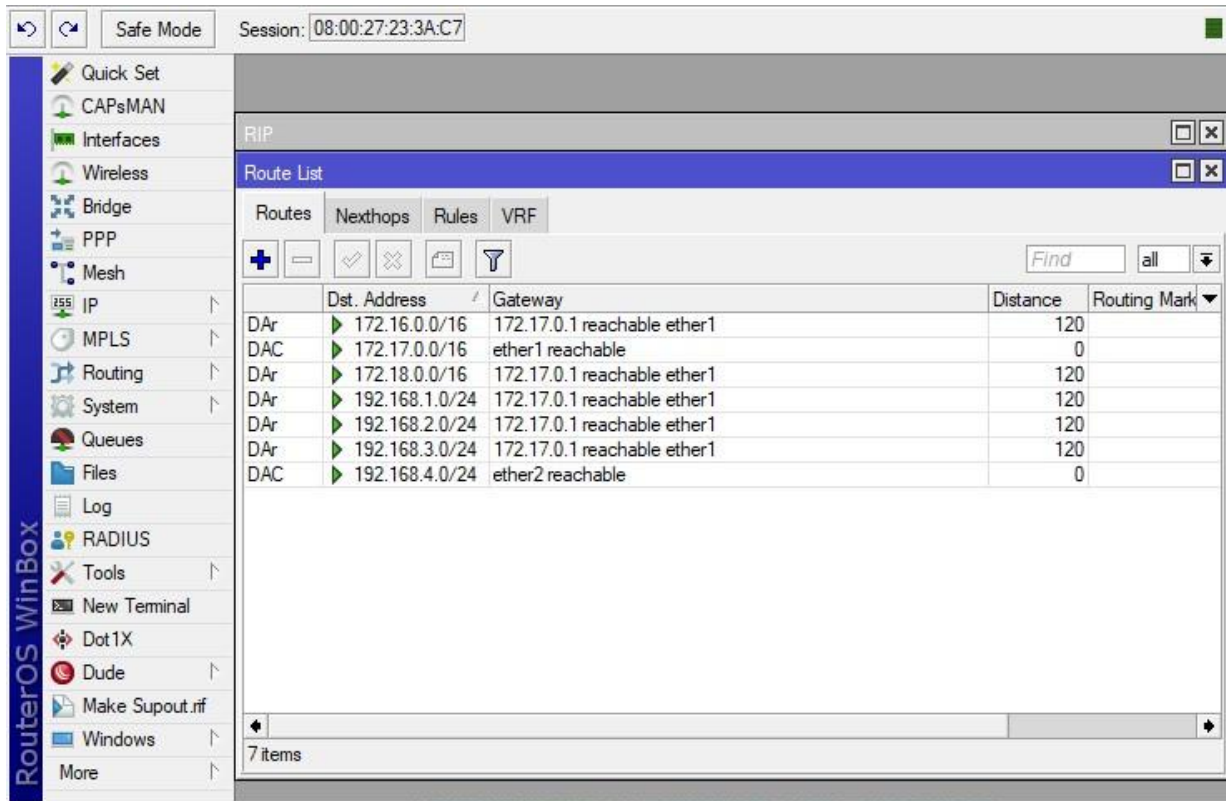 Safe Mode Session: 08:00:27:23:3A:C7
Quick Set
CAPsMAN
Interfaces
Wireless
Bridge
PPP
Mesh
255 IP
MPLS
Routing
System
Queues
Files
Log
RADIUS
Tools
New Terminal
Dot1X
Dude
Make Supout.rif
Windows
More
RouterOS WinBox
RIP
Route List
Routes Nexthops Rules VRF
Find all
Dst. Address Gateway Distance Routing Mark
DAr 172.16.0.0/16 172.17.0.1 reachable ether1 120
DAC 172.17.0.0/16 ether1 reachable 0
DAr 172.18.0.0/16 172.17.0.1 reachable ether1 120
DAr 192.168.1.0/24 172.17.0.1 reachable ether1 120
DAr 192.168.2.0/24 172.17.0.1 reachable ether1 120
DAr 192.168.3.0/24 172.17.0.1 reachable ether1 120
DAC 192.168.4.0/24 ether2 reachable 0
7 items